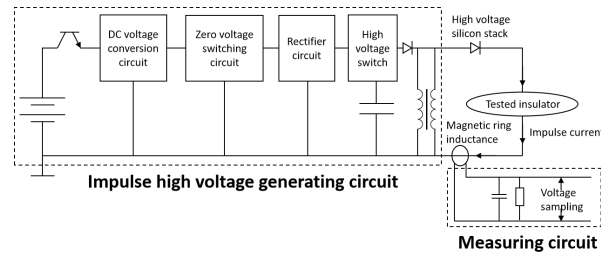 DC voltage
conversion
circuit
Zero voltage
switching
circuit
Rectifier
circuit
High
voltage
switch
High voltage
silicon stack
Tested insulator
Magnetic ring
inductance
Impulse current
Impulse high voltage generating circuit
Voltage
sampling
Measuring circuit